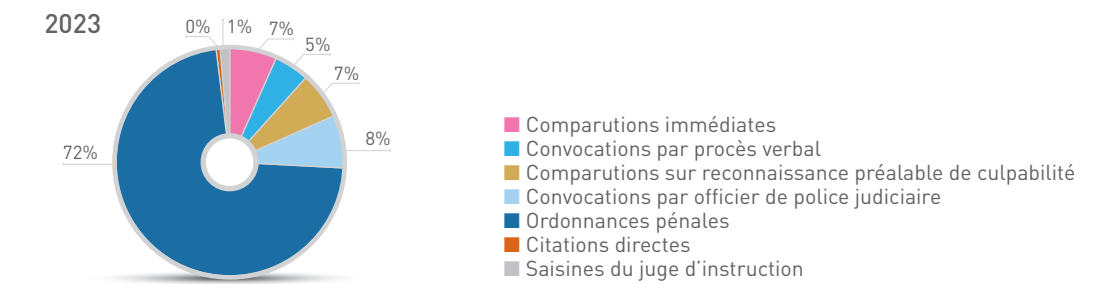 2023
0%
1%
7%
5%
7%
8%
72%
Comparutions immédiates
Convocations par procès verbal
Comparutions sur reconnaissance préalable de culpabilité
Convocations par officier de police judiciaire
Ordonnances pénales
Citations directes
Saisines du juge d'instruction